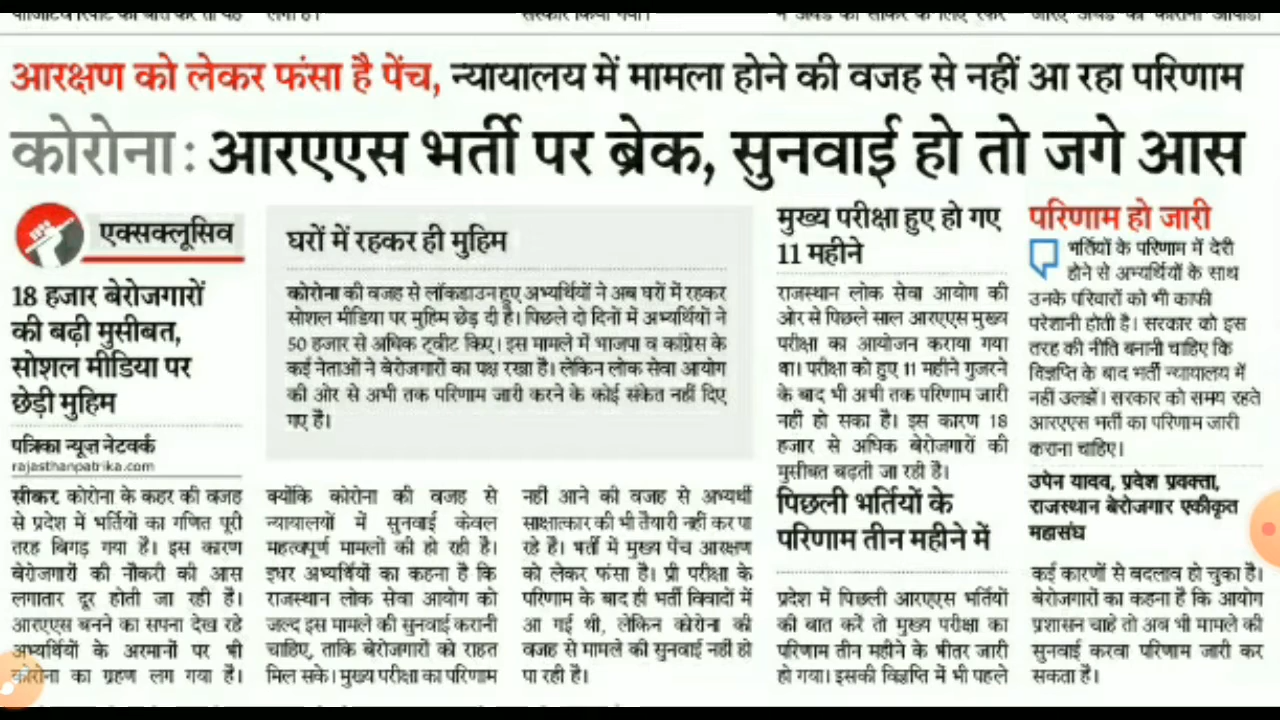 आरक्षण को लेकर फंसा है पेंच, न्यायालय में मामला होने की वजह से नहीं आ रहा परिणाम
कोरोना : आरएएस भर्ती पर ब्रेक, सुनवाई हो तो जगे आस
एक्सक्लूसिव
18 हजार बेरोजगारों
की बढ़ी मुसीबत,
सोशल मीडिया पर
छेड़ी मुहिम
पत्रिका न्यूज नेटवर्क
rajasthanpatrika.com
सीकर. कोरोना के कहर की वजह
से प्रदेश में भर्तियों का गणित पूरी
तरह बिगड़ गया है। इस कारण
बेरोजगारों की नौकरी की आस
लगातार दूर होती जा रही है।
आरएएस बनने का सपना देख रहे
अभ्यर्थियों के अरमानों पर भी
कोरोना का ग्रहण लग गया है।
घरों में रहकर ही मुहिम
कोरोना की वजह से लॉकडाउन हुए अभ्यर्थियों ने अब घरों में रहकर
सोशल मीडिया पर मुहिम छेड़ दी है। पिछले दो दिनों में अभ्यर्थियों ने
50 हजार से अधिक ट्वीट किए। इस मामले में भाजपा व कांग्रेस के
कई नेताओं ने बेरोजगारों का पक्ष रखा है। लेकिन लोक सेवा आयोग
की ओर से अभी तक परिणाम जारी करने के कोई संकेत नहीं दिए
गए है।
क्योंकि कोरोना की वजह से
न्यायालयों में सुनवाई केवल
महत्वपूर्ण मामलों की हो रही है।
इधर अभ्यर्थियों का कहना है कि
राजस्थान लोक सेवा आयोग को
जल्द इस मामले की सुनवाई करानी
चाहिए, ताकि बेरोजगारों को राहत
मिल सके। मुख्य परीक्षा का परिणाम
नहीं आने की वजह से अभ्यर्थी
साक्षात्कार की भी तैयारी नहीं कर पा
रहे है। भर्ती में मुख्य पेंच आरक्षण
को लेकर फंसा है। प्री परीक्षा के
परिणाम के बाद ही भर्ती विवादों में
आ गई थी, लेकिन कोरोना की
वजह से मामले की सुनवाई नहीं हो
पा रही है।
मुख्य परीक्षा हुए हो गए
11 महीने
राजस्थान लोक सेवा आयोग की
ओर से पिछले साल आरएएस मुख्य
परीक्षा का आयोजन कराया गया
था। परीक्षा को हुए 11 महीने गुजरने
के बाद भी अभी तक परिणाम जारी
नहीं हो सका है। इस कारण 18
हजार से अधिक बेरोजगारों की
मुसीबत बढ़ती जा रही है।
पिछली भर्तियों के
परिणाम तीन महीने में
प्रदेश में पिछली आरएएस भर्तियों
की बात करें तो मुख्य परीक्षा का
परिणाम तीन महीने के भीतर जारी
हो गया। इसकी विज्ञप्ति में भी पहले
परिणाम हो जारी
भर्तियों के परिणाम में देरी
होने से अभ्यर्थियों के साथ
उनके परिवारों को भी काफी
परेशानी होती है। सरकार को इस
तरह की नीति बनानी चाहिए कि
विज्ञप्ति के बाद भर्ती न्यायालय में
नहीं उलझें। सरकार को समय रहते
आरएएस भर्ती का परिणाम जारी
कराना चाहिए।
उपेन यादव, प्रदेश प्रवक्ता,
राजस्थान बेरोजगार एकीकृत
महासंघ
कई कारणों से बदलाव हो चुका है।
बेरोजगारों का कहना है कि आयोग
प्रशासन चाहे तो अब भी मामले की
सुनवाई करवा परिणाम जारी कर
सकता है।